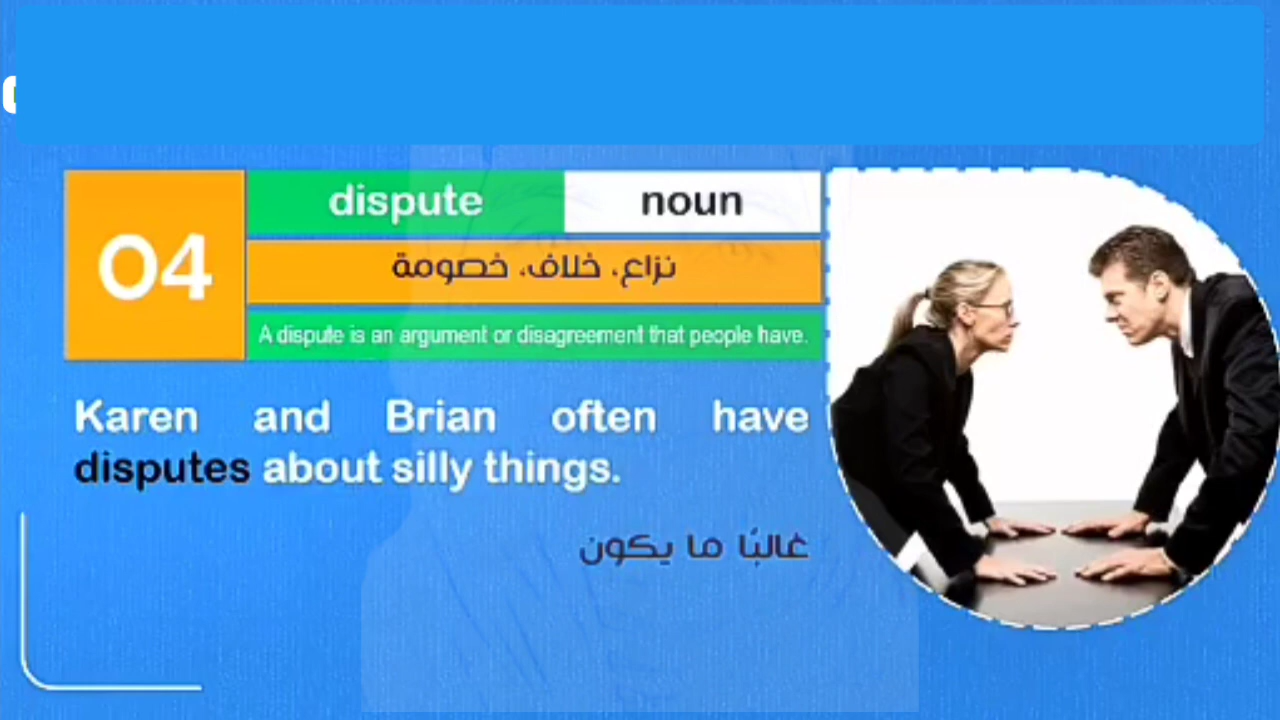 04
dispute
noun
نزاع، خلاف، خصومة
A dispute is an argument or disagreement that people have.
Karen and Brian often have
disputes about silly things.
غالبًا ما يكون